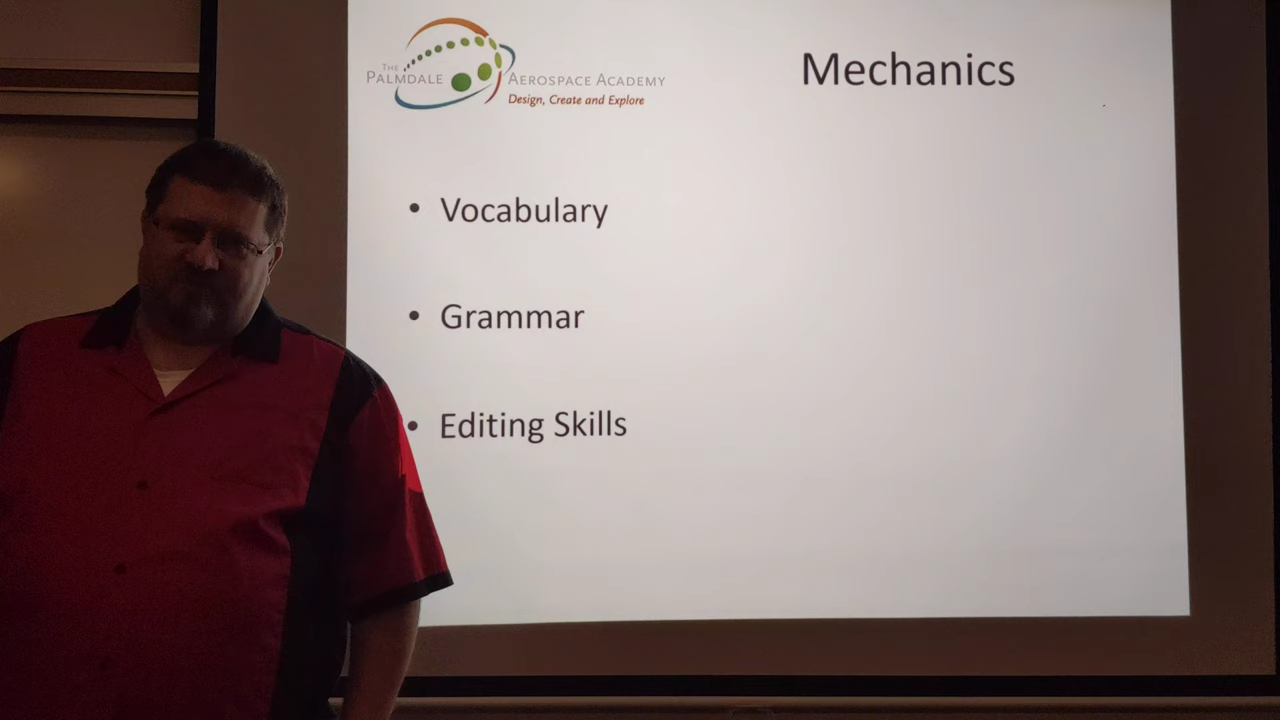 THE
PALMDALE AEROSPACE ACADEMY
Design, Create and Explore
Mechanics
• Vocabulary
• Grammar
• Editing Skills